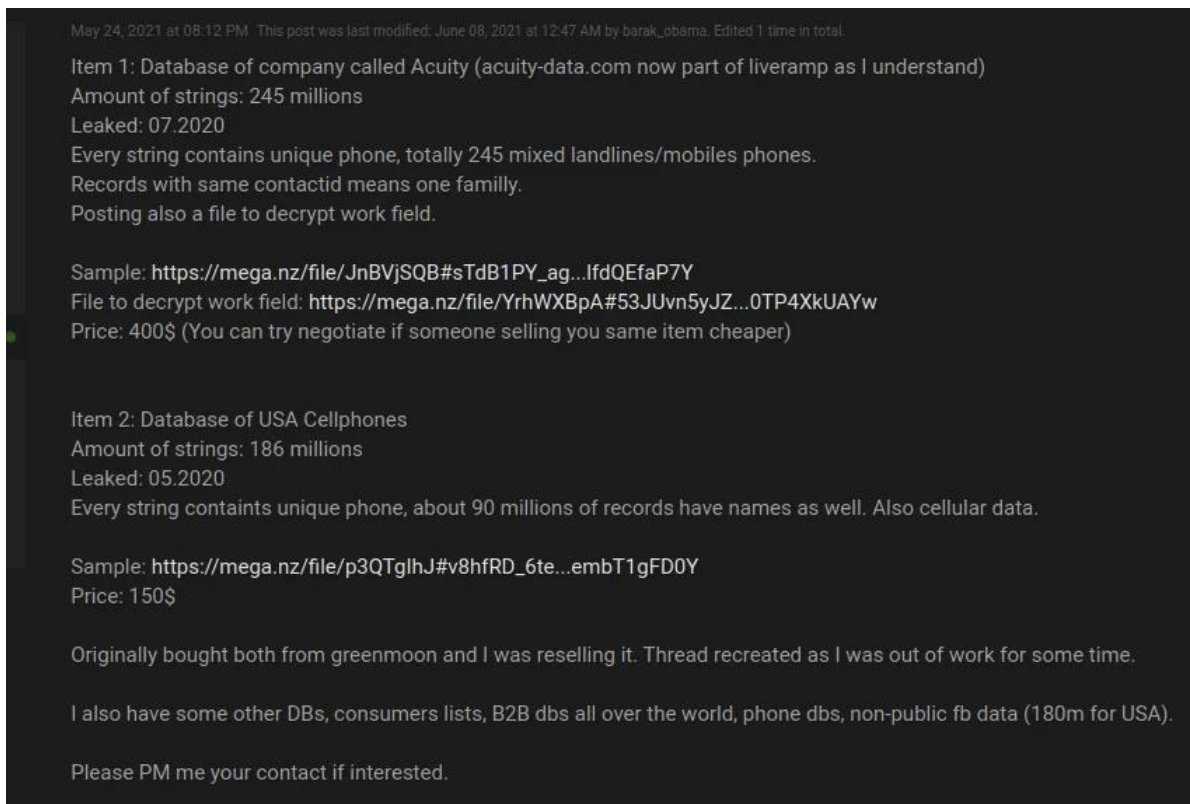 May 24, 2021 at 08:12 PM This post was last modified: June 08, 2021 at 12:47 AM by barak_obama. Edited 1 time in total.
Item 1: Database of company called Acuity (acuity-data.com now part of liveramp as I understand)
Amount of strings: 245 millions
Leaked: 07.2020
Every string contains unique phone, totally 245 mixed landlines/mobiles phones.
Records with same contactid means one familly.
Posting also a file to decrypt work field.
Sample: https://mega.nz/file/JnBVjSQB#sTdB1PY_ag...IfdQEfaP7Y
File to decrypt work field: https://mega.nz/file/YrhWXBpA#53JUvn5yJZ...0TP4XkUAYw
Price: 400$ (You can try negotiate if someone selling you same item cheaper)
Item 2: Database of USA Cellphones
Amount of strings: 186 millions
Leaked: 05.2020
Every string containts unique phone, about 90 millions of records have names as well. Also cellular data.
Sample: https://mega.nz/file/p3QTglhJ#v8hfRD_6te...embT1gFD0Y
Price: 150$
Originally bought both from greenmoon and I was reselling it. Thread recreated as I was out of work for some time.
I also have some other DBs, consumers lists, B2B dbs all over the world, phone dbs, non-public fb data (180m for USA).
Please PM me your contact if interested.